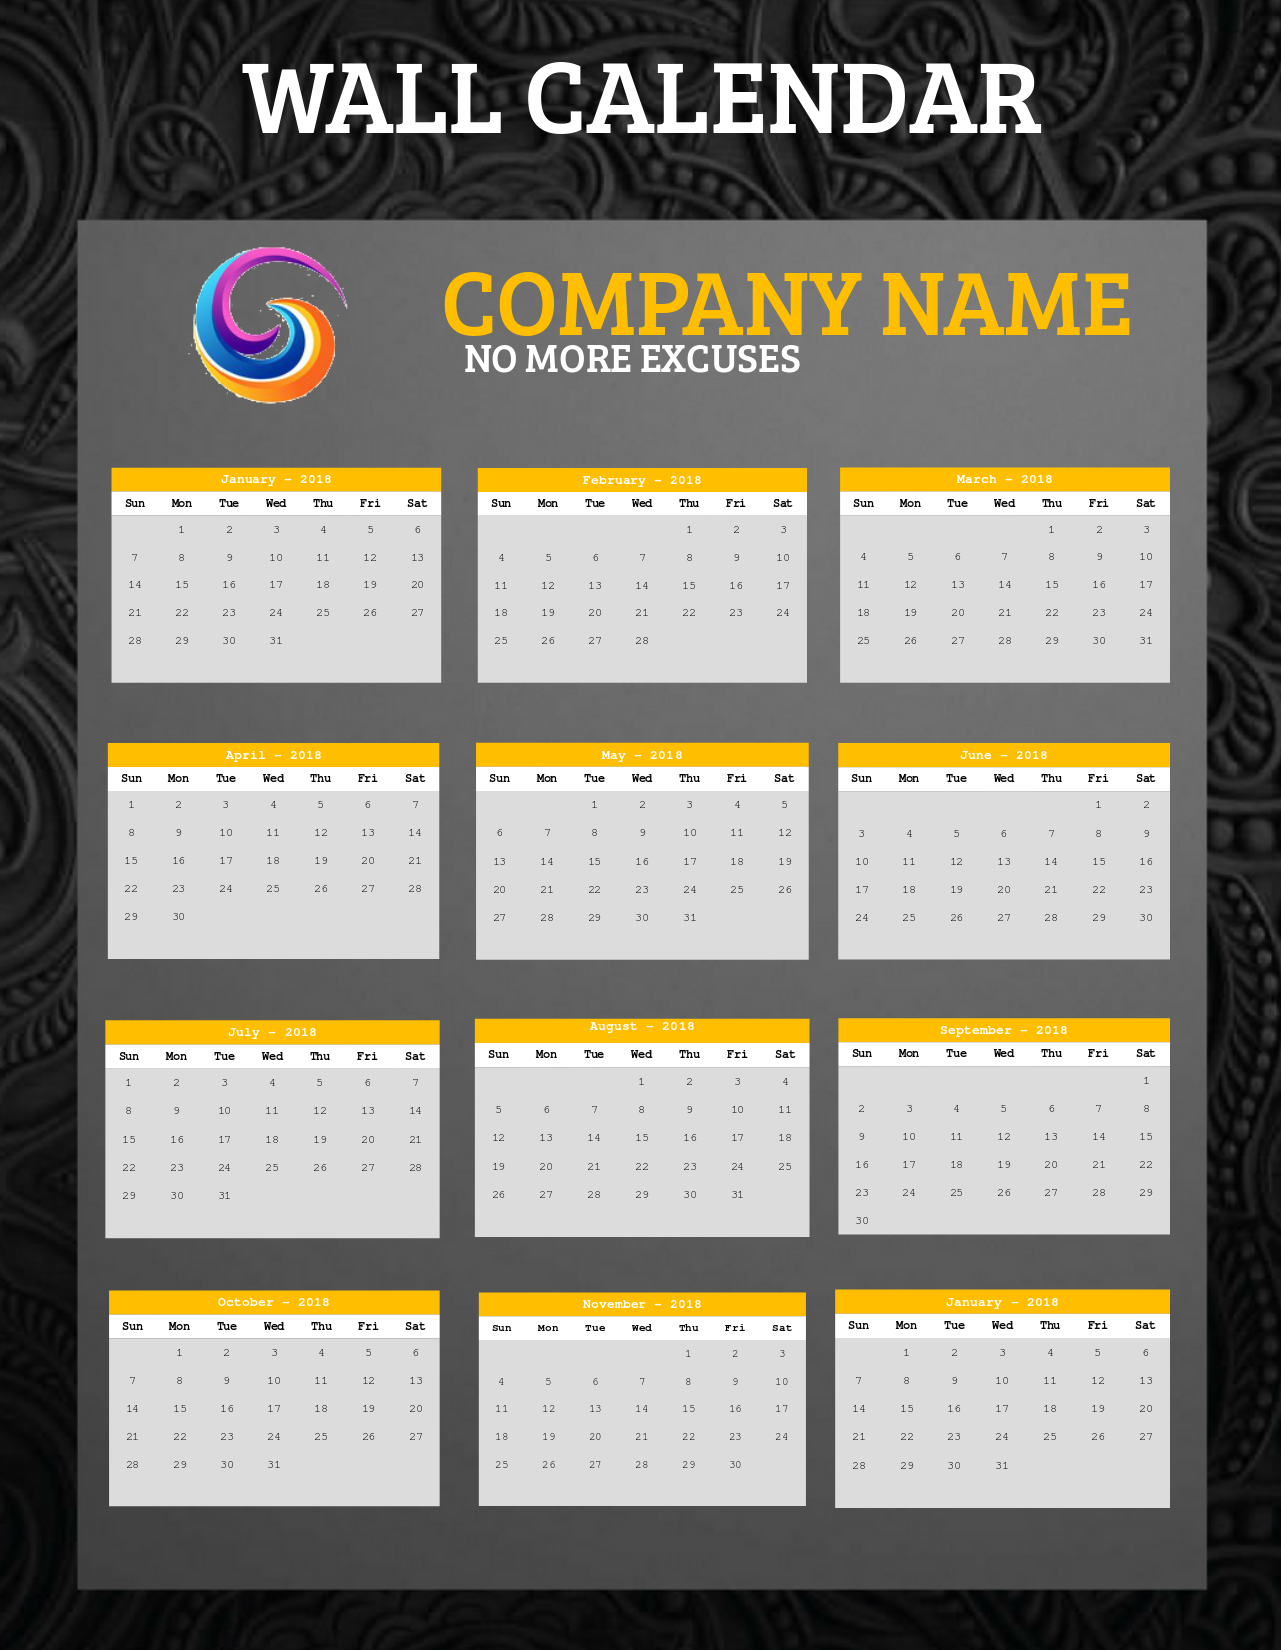 WALL CALENDAR
COMPANY NAME
NO MORE EXCUSES
January - 2018
Sun Mon Tue Wed Thu Fri Sat
1 2 3 4 5 6
7 8 9 10 11 12 13
14 15 16 17 18 19 20
21 22 23 24 25 26 27
28 29 30 31
February - 2018
Sun Mon Tue Wed Thu Fri Sat
1 2 3
4 5 6 7 8 9 10
11 12 13 14 15 16 17
18 19 20 21 22 23 24
25 26 27 28
March - 2018
Sun Mon Tue Wed Thu Fri Sat
1 2 3
4 5 6 7 8 9 10
11 12 13 14 15 16 17
18 19 20 21 22 23 24
25 26 27 28 29 30 31
April - 2018
Sun Mon Tue Wed Thu Fri Sat
1 2 3 4 5 6 7
8 9 10 11 12 13 14
15 16 17 18 19 20 21
22 23 24 25 26 27 28
29 30
May - 2018
Sun Mon Tue Wed Thu Fri Sat
1 2 3 4 5
6 7 8 9 10 11 12
13 14 15 16 17 18 19
20 21 22 23 24 25 26
27 28 29 30 31
June - 2018
Sun Mon Tue Wed Thu Fri Sat
1 2
3 4 5 6 7 8 9
10 11 12 13 14 15 16
17 18 19 20 21 22 23
24 25 26 27 28 29 30
July - 2018
Sun Mon Tue Wed Thu Fri Sat
1 2 3 4 5 6 7
8 9 10 11 12 13 14
15 16 17 18 19 20 21
22 23 24 25 26 27 28
29 30 31
August - 2018
Sun Mon Tue Wed Thu Fri Sat
1 2 3 4
5 6 7 8 9 10 11
12 13 14 15 16 17 18
19 20 21 22 23 24 25
26 27 28 29 30 31
September - 2018
Sun Mon Tue Wed Thu Fri Sat
1
2 3 4 5 6 7 8
9 10 11 12 13 14 15
16 17 18 19 20 21 22
23 24 25 26 27 28 29
30
October - 2018
Sun Mon Tue Wed Thu Fri Sat
1 2 3 4 5 6
7 8 9 10 11 12 13
14 15 16 17 18 19 20
21 22 23 24 25 26 27
28 29 30 31
November - 2018
Sun Mon Tue Wed Thu Fri Sat
1 2 3
4 5 6 7 8 9 10
11 12 13 14 15 16 17
18 19 20 21 22 23 24
25 26 27 28 29 30
January - 2018
Sun Mon Tue Wed Thu Fri Sat
1 2 3 4 5 6
7 8 9 10 11 12 13
14 15 16 17 18 19 20
21 22 23 24 25 26 27
28 29 30 31